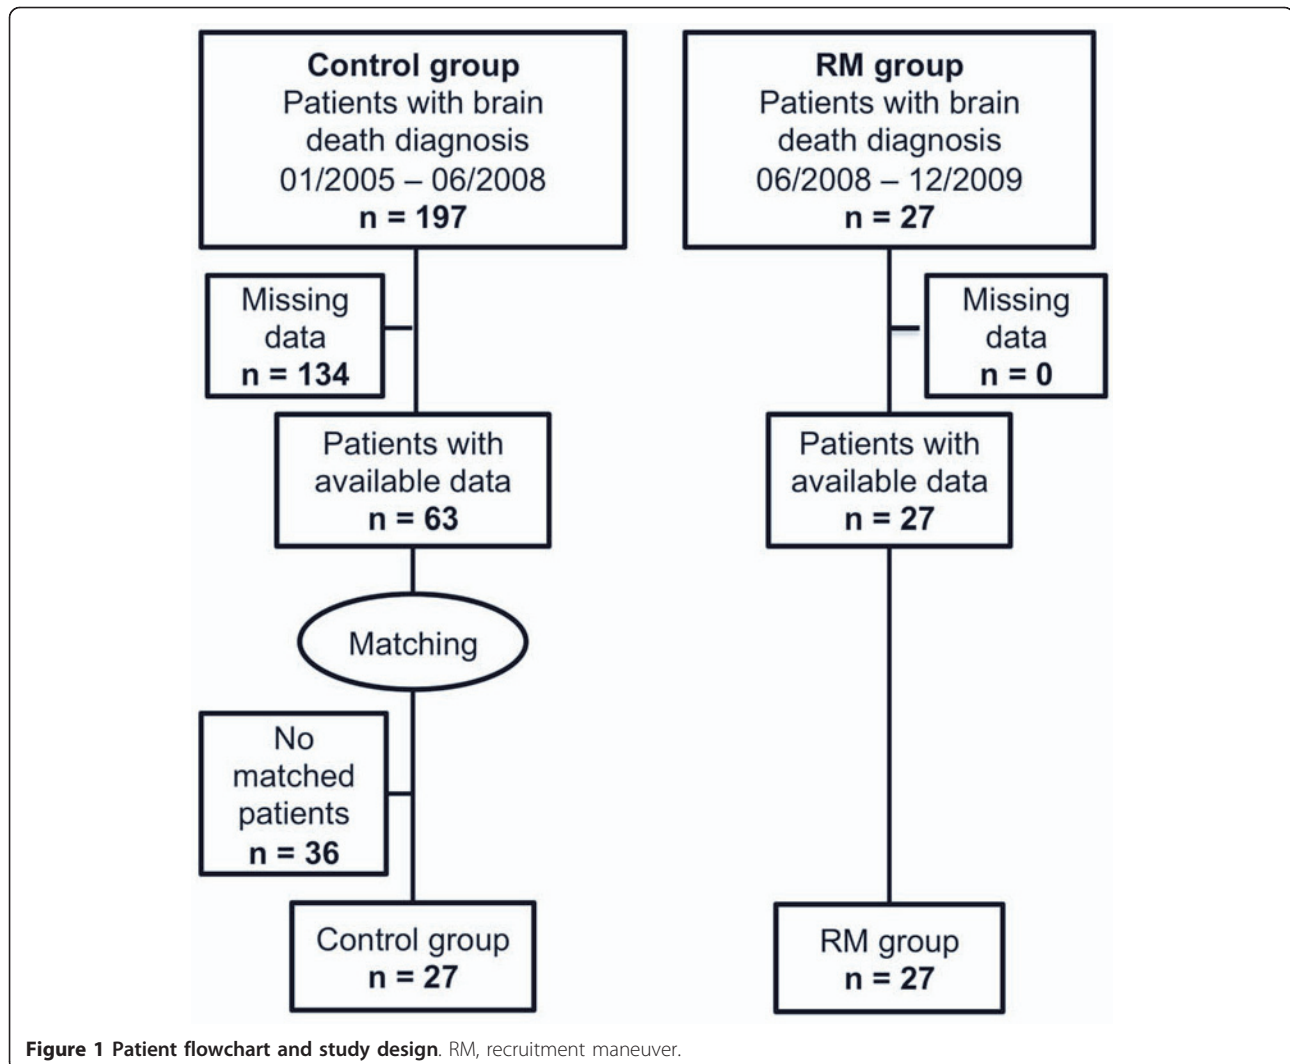 Control group
Patients with brain
death diagnosis
01/2005 – 06/2008
n = 197
RM group
Patients with brain
death diagnosis
06/2008 – 12/2009
n = 27
Missing
data
n = 134
Missing
data
n = 0
Patients with
available data
n = 63
Patients with
available data
n = 27
Matching
No
matched
patients
n = 36
Control group
n = 27
RM group
n = 27
Figure 1 Patient flowchart and study design. RM, recruitment maneuver.